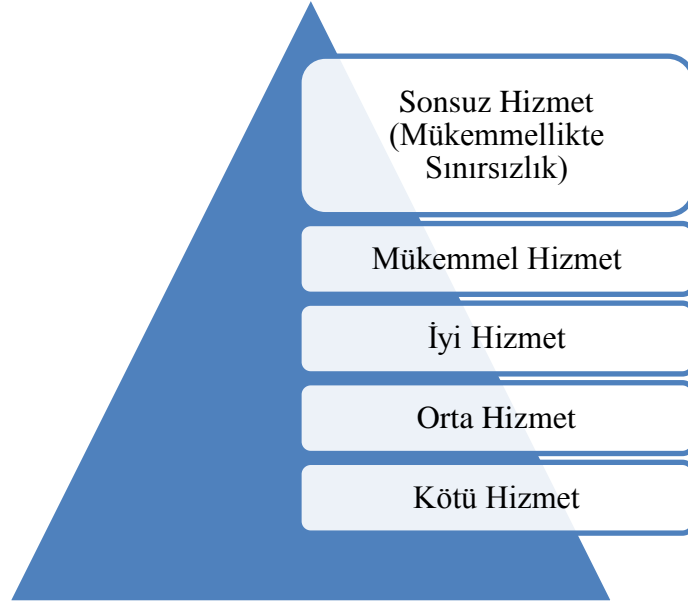 Sonsuz Hizmet
(Mükemmellikte
Sınırsızlık)
Mükemmel Hizmet
İyi Hizmet
Orta Hizmet
Kötü Hizmet